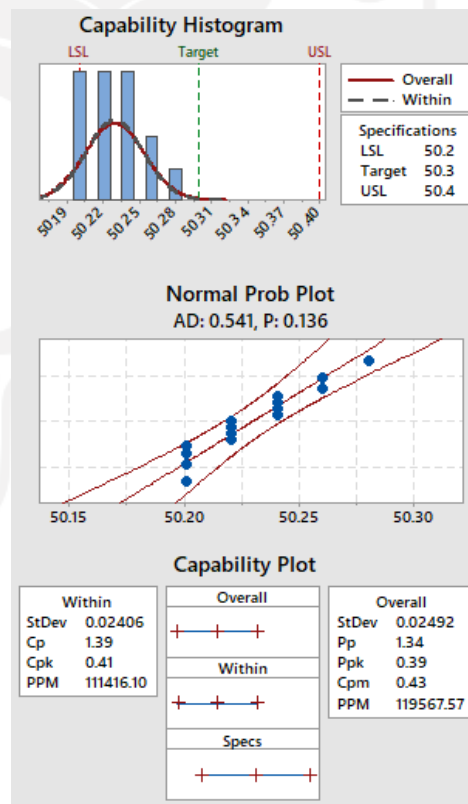 Capability Histogram
LSL Target USL
Overall
Within
Specifications
LSL 50.2
Target 50.3
USL 50.4
50.19 50.22 50.25 50.28 50.31 50.34 50.37 50.40
Normal Prob Plot
AD: 0.541, P: 0.136
50.15 50.20 50.25 50.30
Capability Plot
Within
StDev 0.02406
Cp 1.39
Cpk 0.41
PPM 111416.10
Overall
Within
Specs
Overall
StDev 0.02492
Pp 1.34
Ppk 0.39
Cpm 0.43
PPM 119567.57